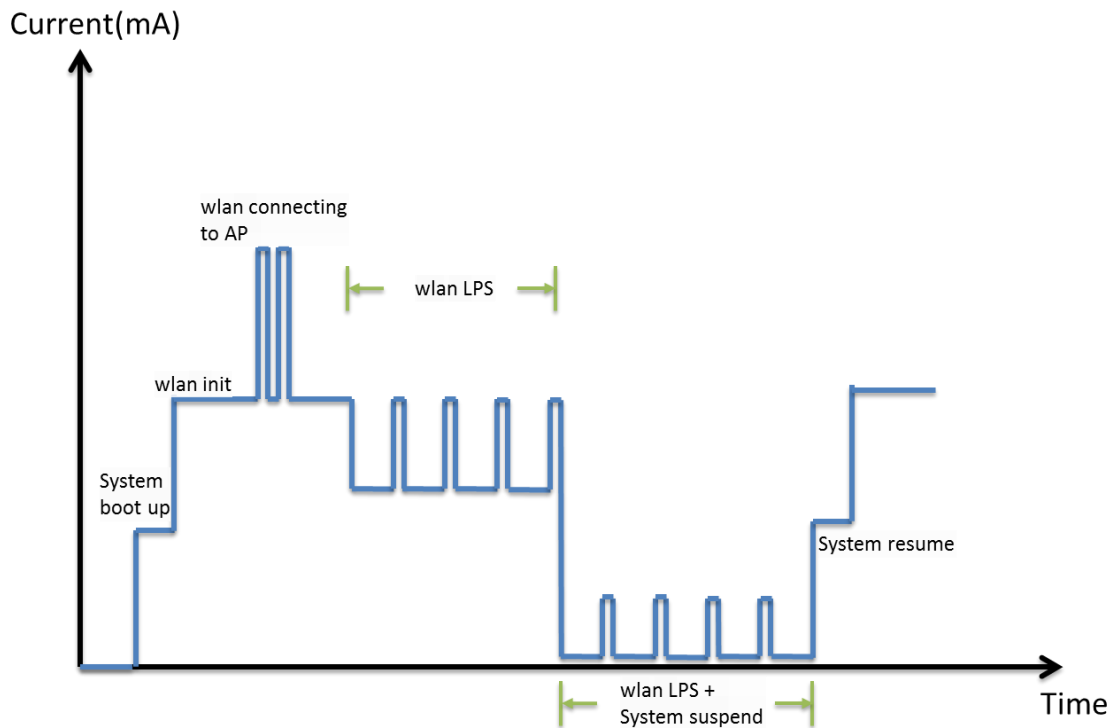 Current(mA)
wlan connecting
to AP
wlan LPS
wlan init
System
boot up
System resume
wlan LPS +
System suspend
Time